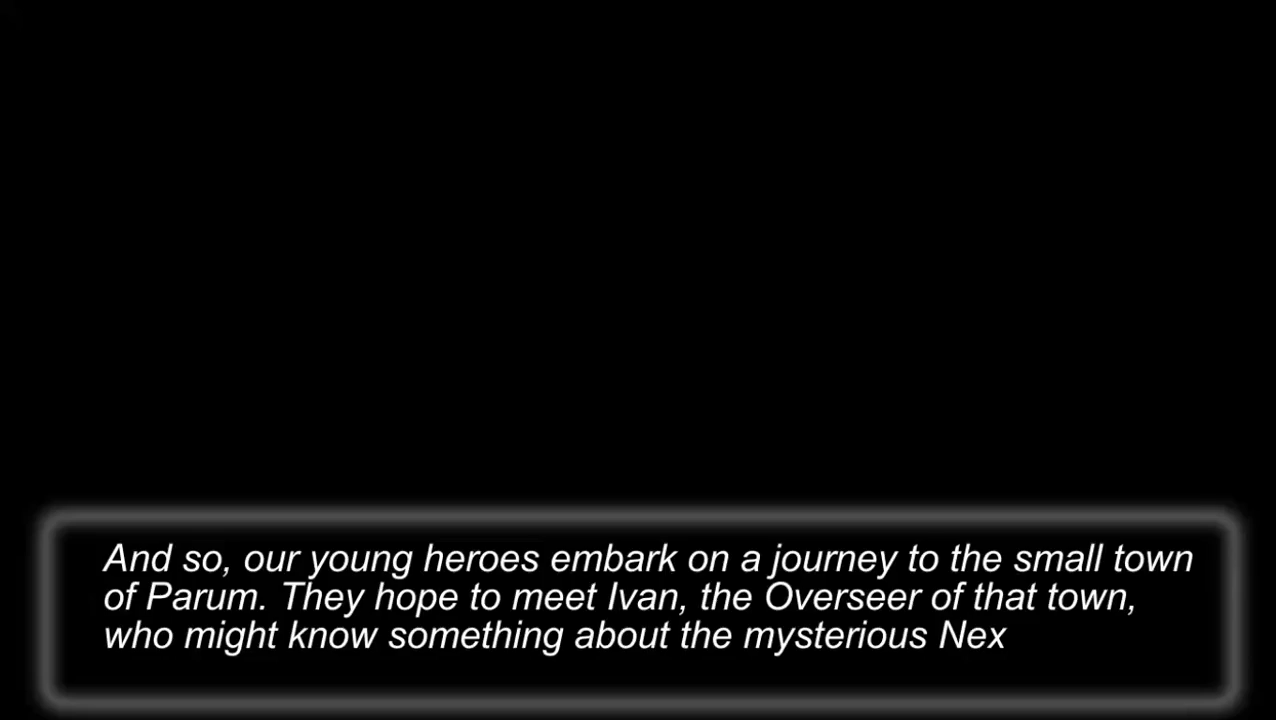 And so, our young heroes embark on a journey to the small town
of Parum. They hope to meet Ivan, the Overseer of that town,
who might know something about the mysterious Nex